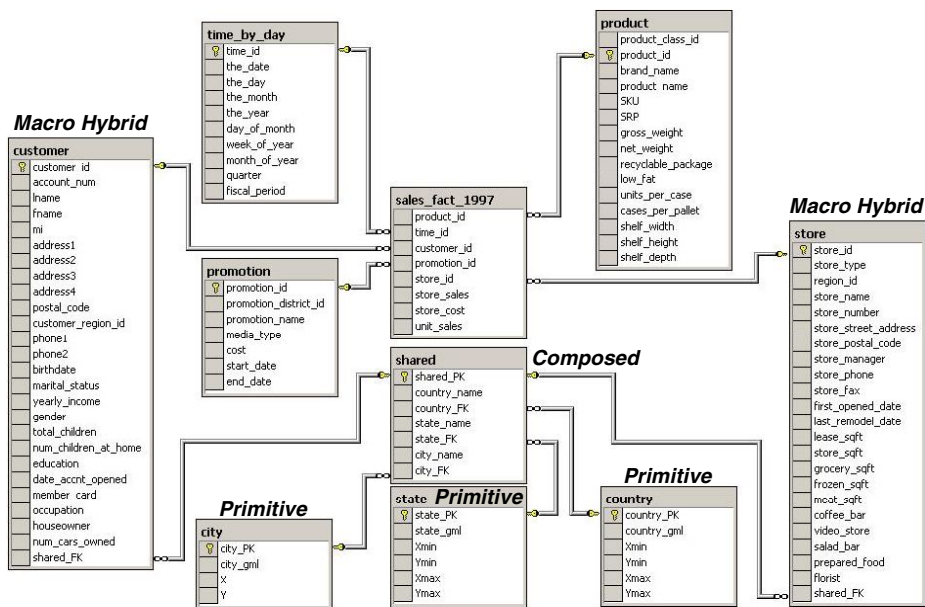 Macro Hybrid
customer
customer_id
account_num
lname
fname
mi
address1
address2
address3
address4
postal_code
customer_region_id
phone1
phone2
birthdate
marital_status
yearly_income
gender
total_children
num_children_at_home
education
date_accnt_opened
member_card
occupation
houseowner
num_cars_owned
shared_FK
time_by_day
time_id
the_date
the_day
the_month
the_year
day_of_month
week_of_year
month_of_year
quarter
fiscal_period
promotion
promotion_id
promotion_district_id
promotion_name
media_type
cost
start_date
end_date
sales_fact_1997
product_id
time_id
customer_id
promotion_id
store_id
store_sales
store_cost
unit_sales
product
product_class_id
product_id
brand_name
product_name
SKU
SRP
gross_weight
net_weight
recyclable_package
low_fat
units_per_case
cases_per_pallet
shelf_width
shelf_height
shelf_depth
Macro Hybrid
store
store_id
store_type
region_id
store_name
store_number
store_street_address
store_postal_code
store_manager
store_phone
store_fax
first_opened_date
last_remodel_date
lease_sqft
store_sqft
grocery_sqft
frozen_sqft
meat_sqft
coffee_bar
video_store
salad_bar
prepared_food
florist
shared_FK
Composed
shared
shared_PK
country_name
country_FK
state_name
state_FK
city_name
city_FK
Primitive
city
city_PK
city_gml
X
Y
Primitive
state
state_PK
state_gml
Xmin
Ymin
Xmax
Ymax
Primitive
country
country_PK
country_gml
Xmin
Ymin
Xmax
Ymax